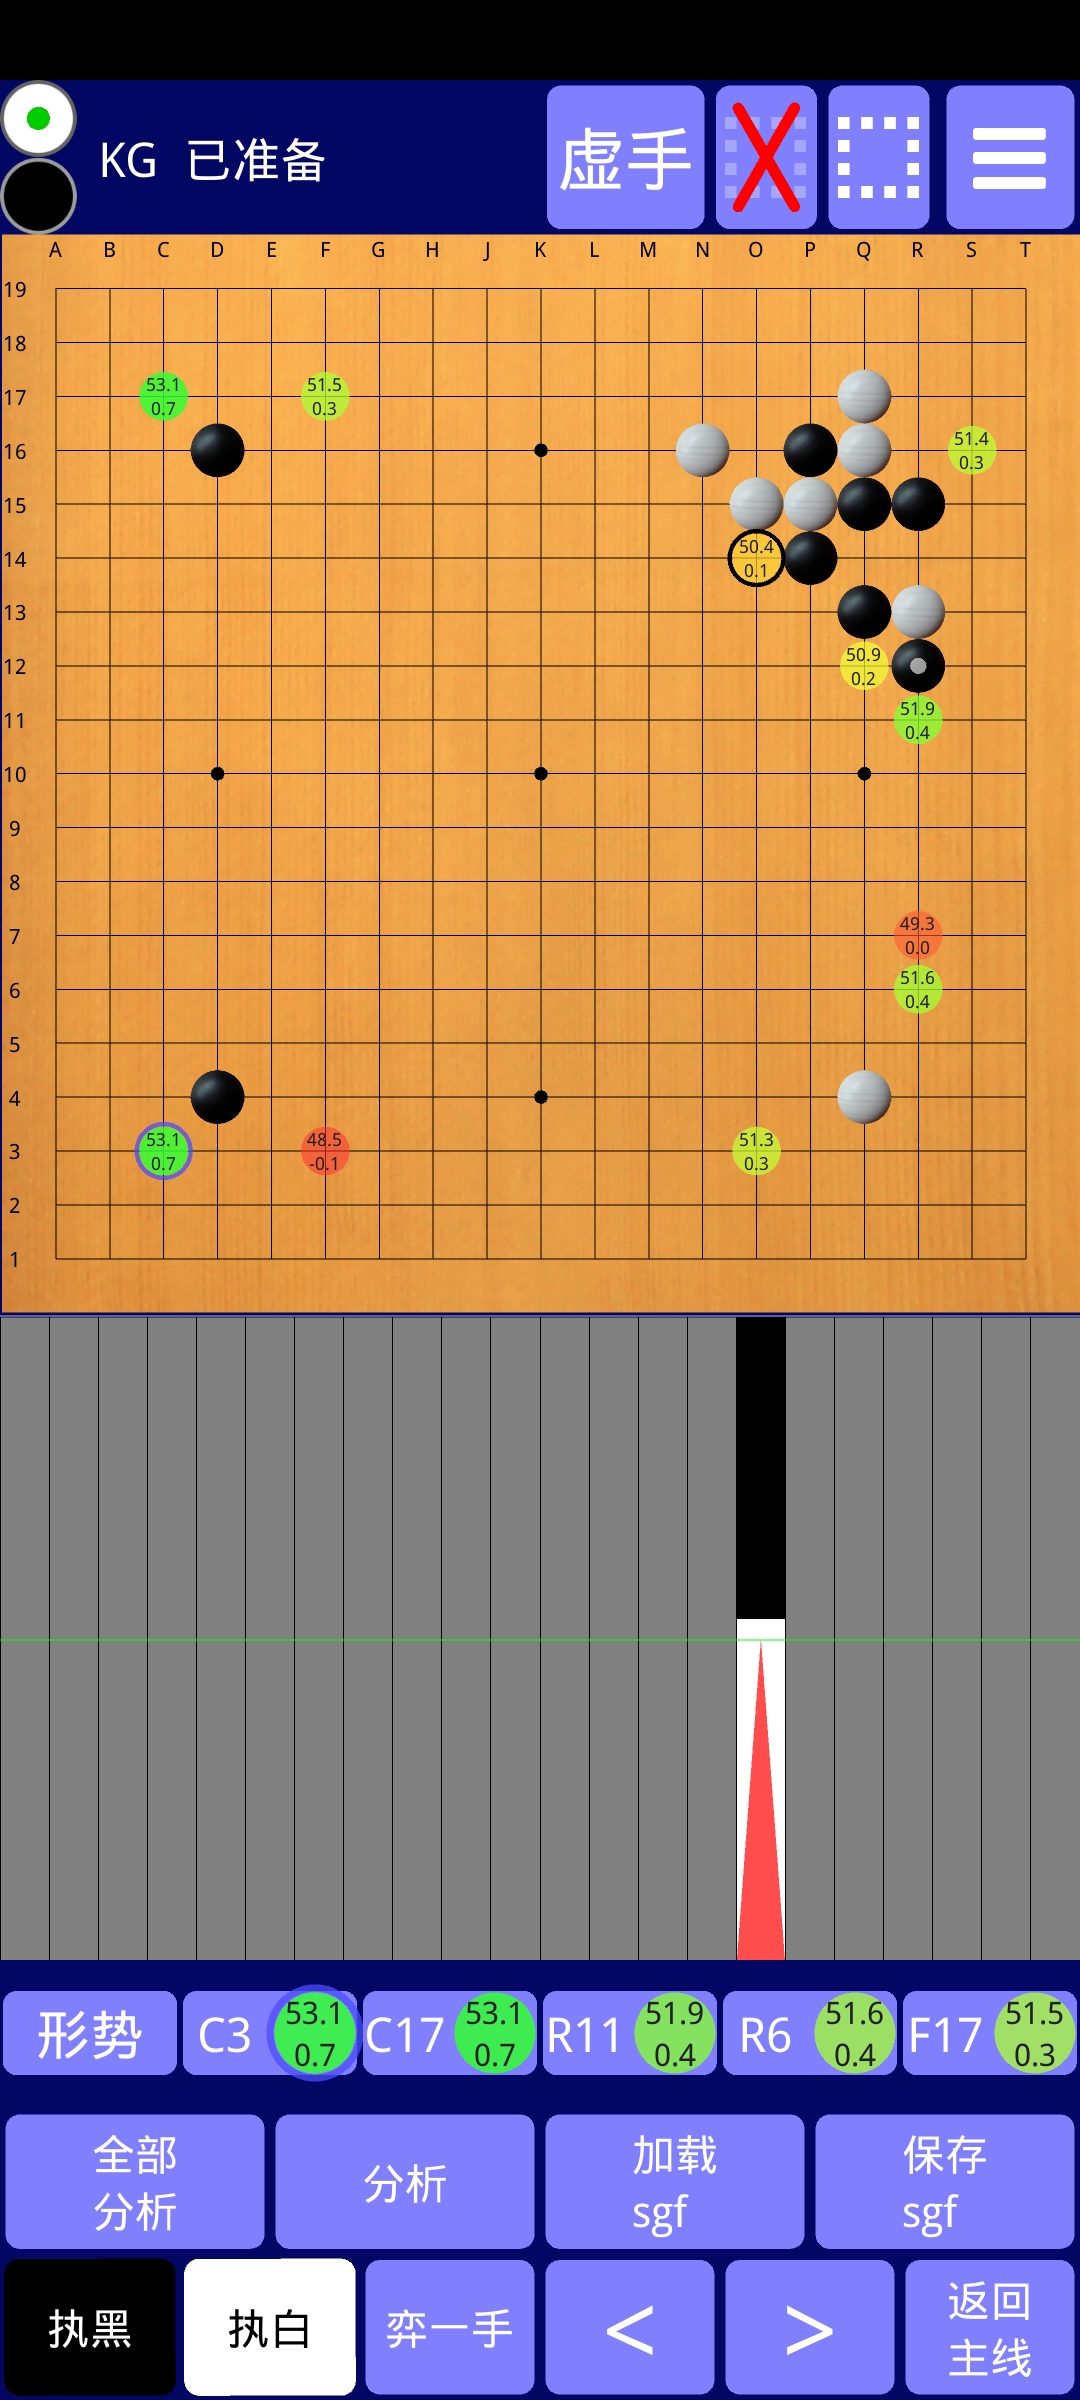 KG 已准备
虚手
A B C D E F G H J K L M N O P Q R S T
19
18
17 53.1 51.5
0.7 0.3
16 51.4
0.3
15
14 50.4
0.1
13
12 50.9
0.2
11 51.9
0.4
10
9
8
7 49.3
0.0
6 51.6
0.4
5
4
3 53.1 48.5 51.3
0.7 -0.1 0.3
2
1
形势 C3 53.1 0.7 C17 53.1 0.7 R11 51.9 0.4 R6 51.6 0.4 F17 51.5 0.3
全部
分析
分析
加载
sgf
保存
sgf
执黑
执白
弈一手
<
>
返回
主线